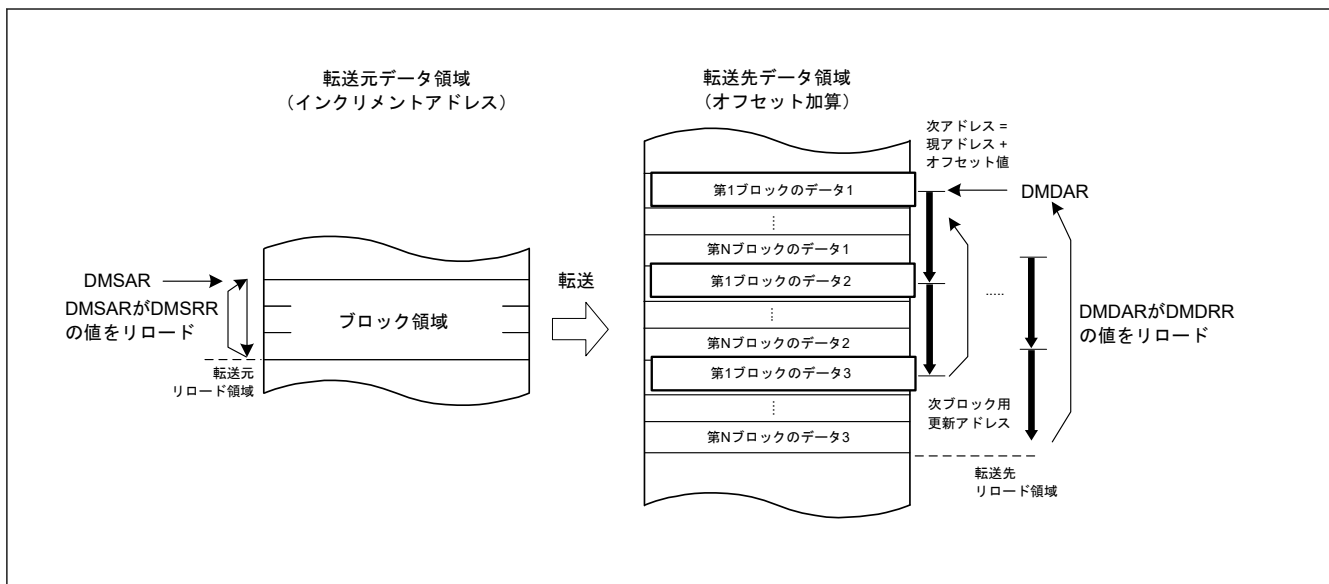 転送元データ領域
（インクリメントアドレス）
転送先データ領域
（オフセット加算）
次アドレス =
現アドレス +
オフセット値
DMSAR
DMSARがDMSRR
の値をリロード
転送元
リロード領域
ブロック領域
転送
第1ブロックのデータ1
⋮
第Nブロックのデータ1
第1ブロックのデータ2
⋮
第Nブロックのデータ2
第1ブロックのデータ3
⋮
第Nブロックのデータ3
DMDAR
.....
DMDARがDMDRR
の値をリロード
次ブロック用
更新アドレス
転送先
リロード領域